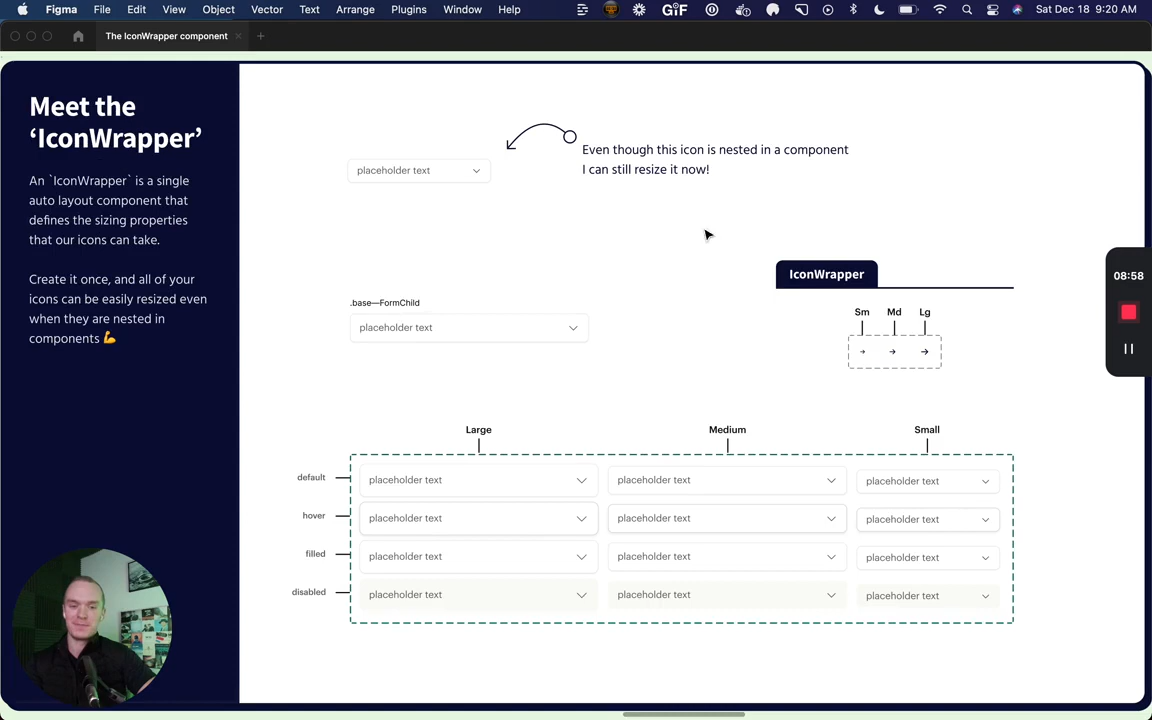 Figma File Edit View Object Vector Text Arrange Plugins Window Help GIF Sat Dec 18 9:20 AM
The IconWrapper component
Meet the
‘IconWrapper’
An `IconWrapper` is a single
auto layout component that
defines the sizing properties
that our icons can take.
Create it once, and all of your
icons can be easily resized even
when they are nested in
components 💪
placeholder text
Even though this icon is nested in a component
I can still resize it now!
IconWrapper
Sm Md Lg
.base—FormChild
placeholder text
08:58
Large Medium Small
default placeholder text placeholder text placeholder text
hover placeholder text placeholder text placeholder text
filled placeholder text placeholder text placeholder text
disabled placeholder text placeholder text placeholder text